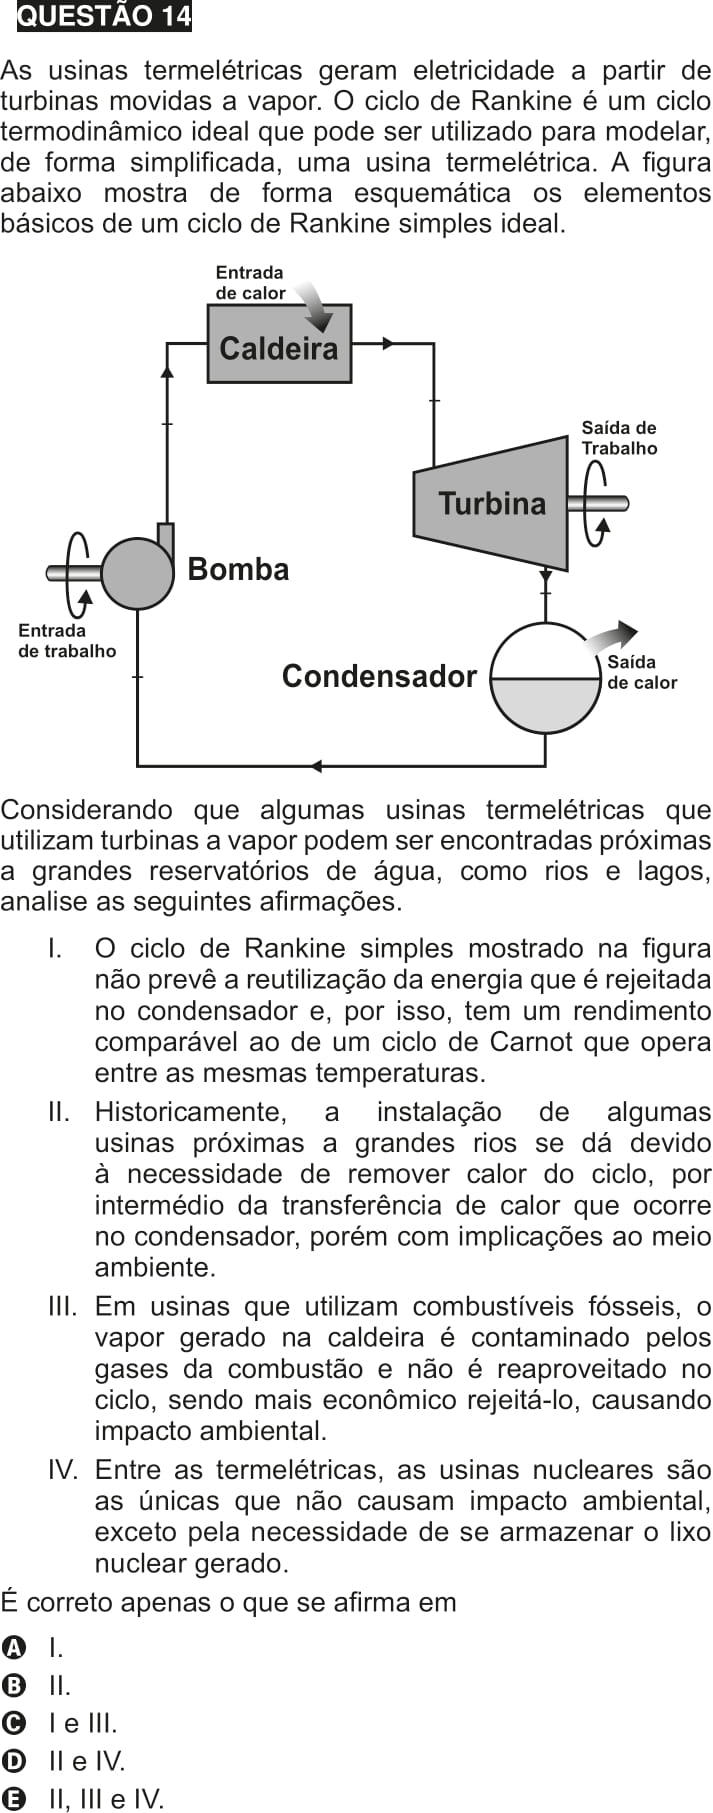 QUESTÃO 14
As usinas termelétricas geram eletricidade a partir de
turbinas movidas a vapor. O ciclo de Rankine é um ciclo
termodinâmico ideal que pode ser utilizado para modelar,
de forma simplificada, uma usina termelétrica. A figura
abaixo mostra de forma esquemática os elementos
básicos de um ciclo de Rankine simples ideal.
Entrada
de calor
Caldeira
Saída de
Trabalho
Turbina
Bomba
Entrada
de trabalho
Condensador
Saída
de calor
Considerando que algumas usinas termelétricas que
utilizam turbinas a vapor podem ser encontradas próximas
a grandes reservatórios de água, como rios e lagos,
analise as seguintes afirmações.
I. O ciclo de Rankine simples mostrado na figura
não prevê a reutilização da energia que é rejeitada
no condensador e, por isso, tem um rendimento
comparável ao de um ciclo de Carnot que opera
entre as mesmas temperaturas.
II. Historicamente, a instalação de algumas
usinas próximas a grandes rios se dá devido
à necessidade de remover calor do ciclo, por
intermédio da transferência de calor que ocorre
no condensador, porém com implicações ao meio
ambiente.
III. Em usinas que utilizam combustíveis fósseis, o
vapor gerado na caldeira é contaminado pelos
gases da combustão e não é reaproveitado no
ciclo, sendo mais econômico rejeitá-lo, causando
impacto ambiental.
IV. Entre as termelétricas, as usinas nucleares são
as únicas que não causam impacto ambiental,
exceto pela necessidade de se armazenar o lixo
nuclear gerado.
É correto apenas o que se afirma em
A I.
B II.
C I e III.
D II e IV.
E II, III e IV.